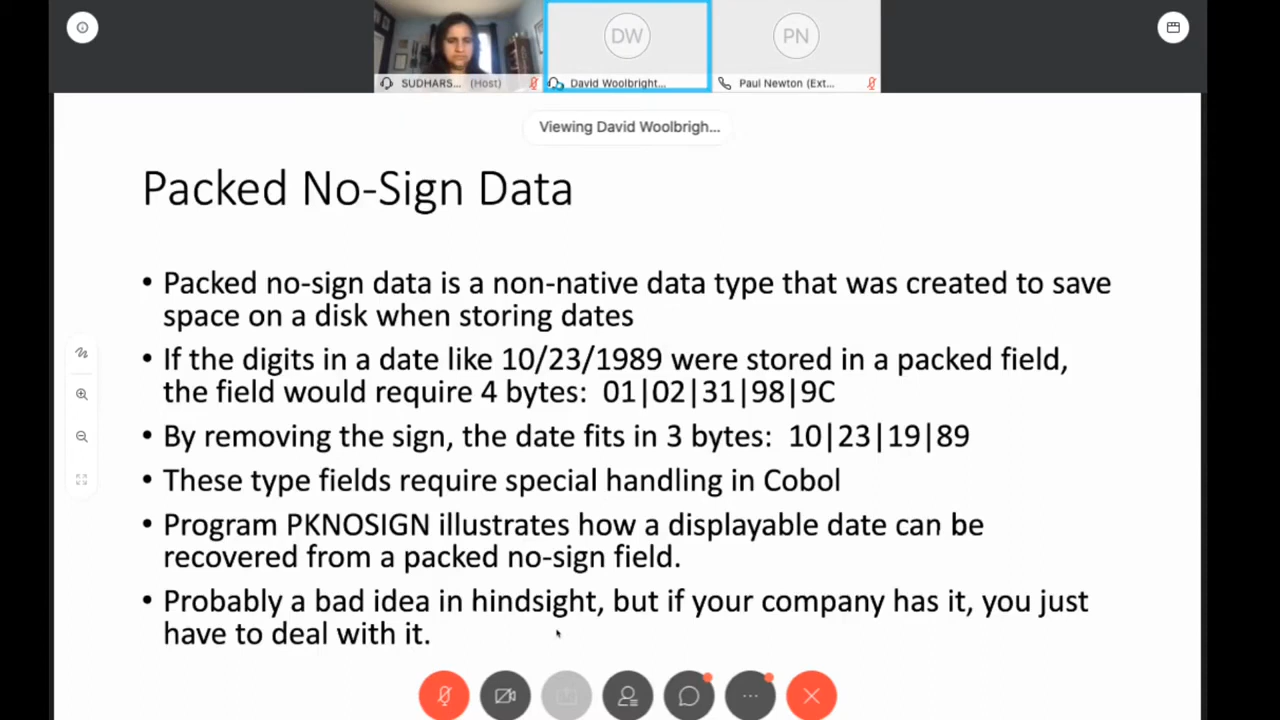 DW
PN
SUDHARS... (Host)
David Woolbright...
Paul Newton (Ext...
Viewing David Woolbrigh...
Packed No-Sign Data
• Packed no-sign data is a non-native data type that was created to save
space on a disk when storing dates
• If the digits in a date like 10/23/1989 were stored in a packed field,
the field would require 4 bytes: 01|02|31|98|9C
• By removing the sign, the date fits in 3 bytes: 10|23|19|89
• These type fields require special handling in Cobol
• Program PKNOSIGN illustrates how a displayable date can be
recovered from a packed no-sign field.
• Probably a bad idea in hindsight, but if your company has it, you just
have to deal with it.